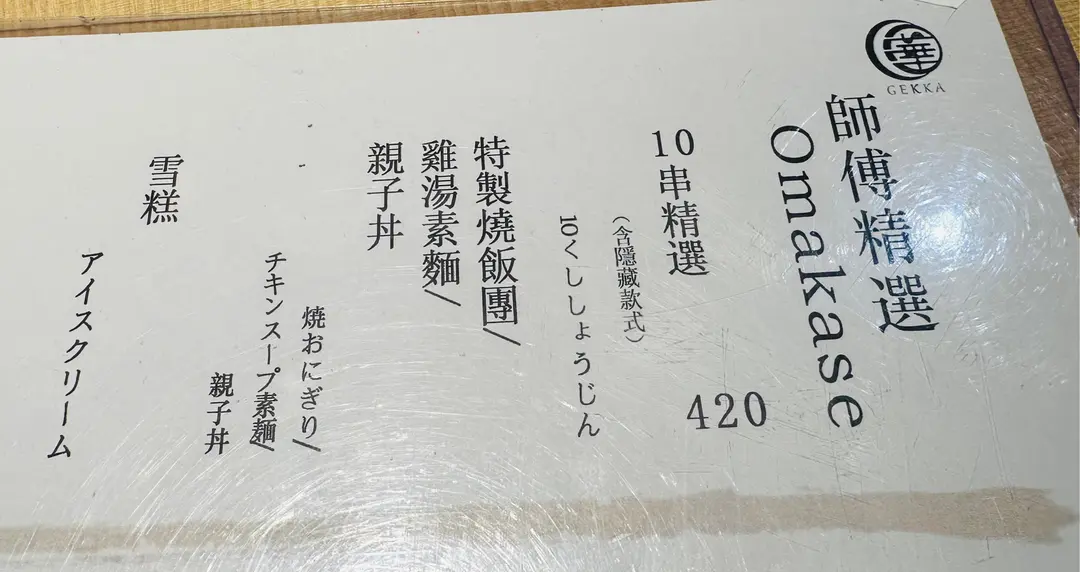 華
GEKKA
師傅精選
Omakase
420
10串精選
（含隱藏款式）
10くししょうじん
特製燒飯團/
雞湯素麵/
親子丼
焼おにぎり/
チキンスープ素麺/
親子丼
雪糕
アイスクリーム